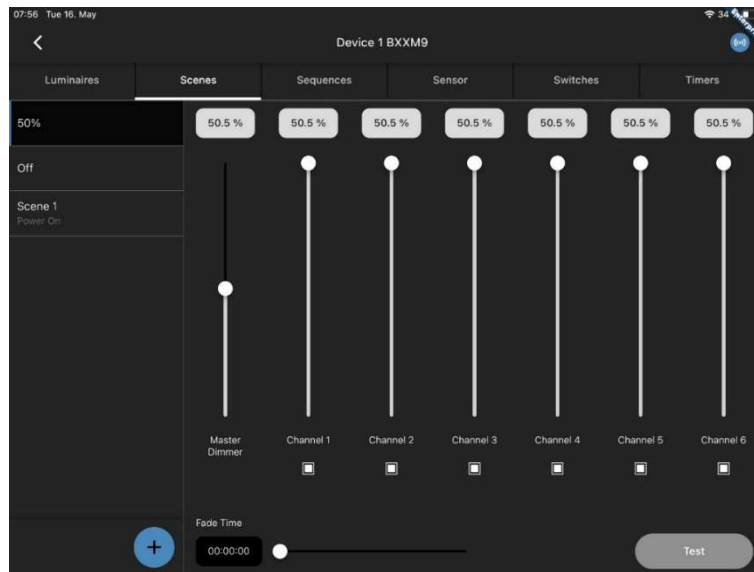 07:56 Tue 16. May
34
Device 1 BXXM9
Luminaires Scenes Sequences Sensor Switches Timers
50%
Off
Scene 1
Power On
50.5 % 50.5 % 50.5 % 50.5 % 50.5 % 50.5 % 50.5 %
Master
Dimmer
Channel 1 Channel 2 Channel 3 Channel 4 Channel 5 Channel 6
Fade Time
00:00:00
Test